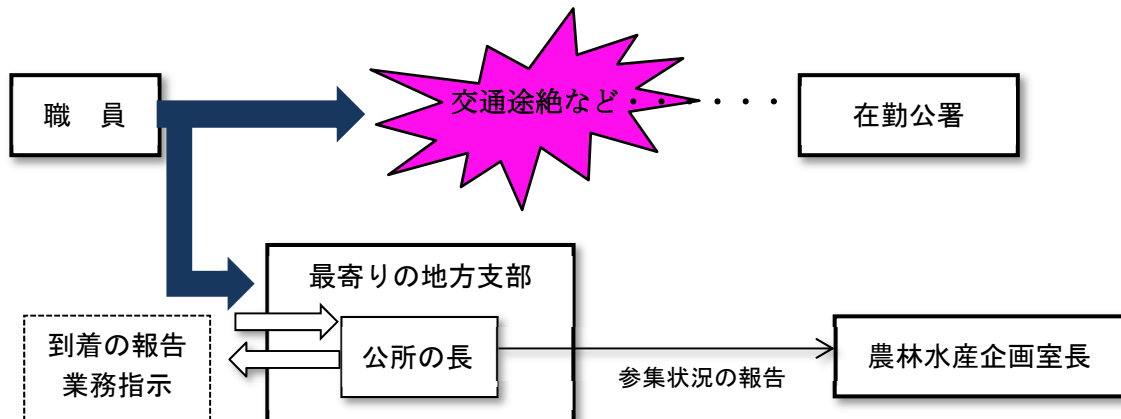 職　員
交通途絶など・・・・・・
在勤公署
最寄りの地方支部
到着の報告
業務指示
公所の長
参集状況の報告
農林水産企画室長